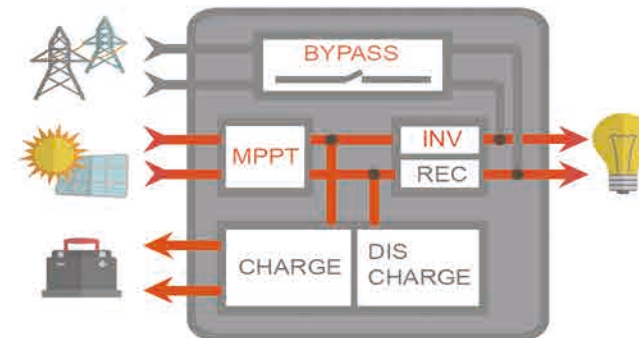 BYPASS
MPPT
INV
REC
CHARGE
DIS
CHARGE